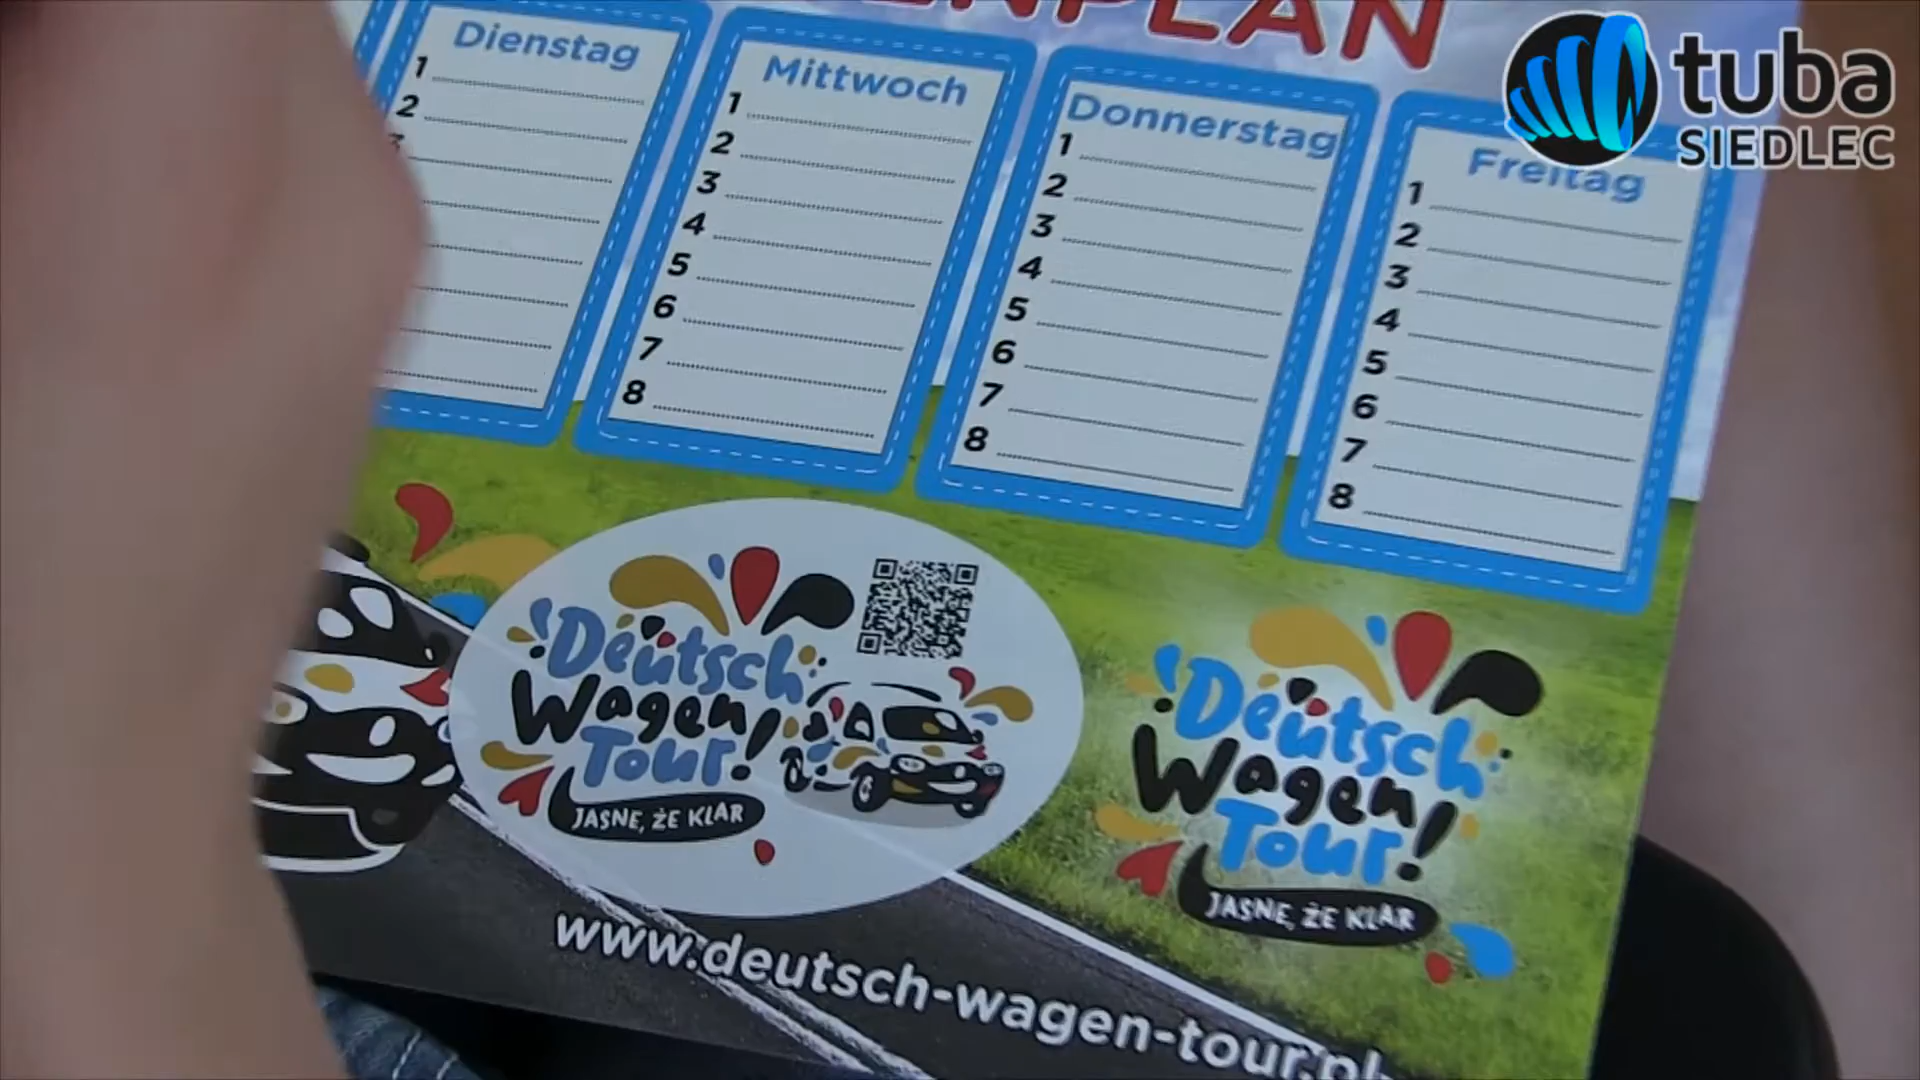 ENPLAN
tuba
SIEDLEC
Dienstag
1
2
3
Mittwoch
1
2
3
4
5
6
7
8
Donnerstag
1
2
3
4
5
6
7
8
Freitag
1
2
3
4
5
6
7
8
Deutsch
Wagen
Tour!
JASNE, ŻE KLAR
Deutsch
Wagen
Tour!
JASNE, ŻE KLAR
www.deutsch-wagen-tour.pl